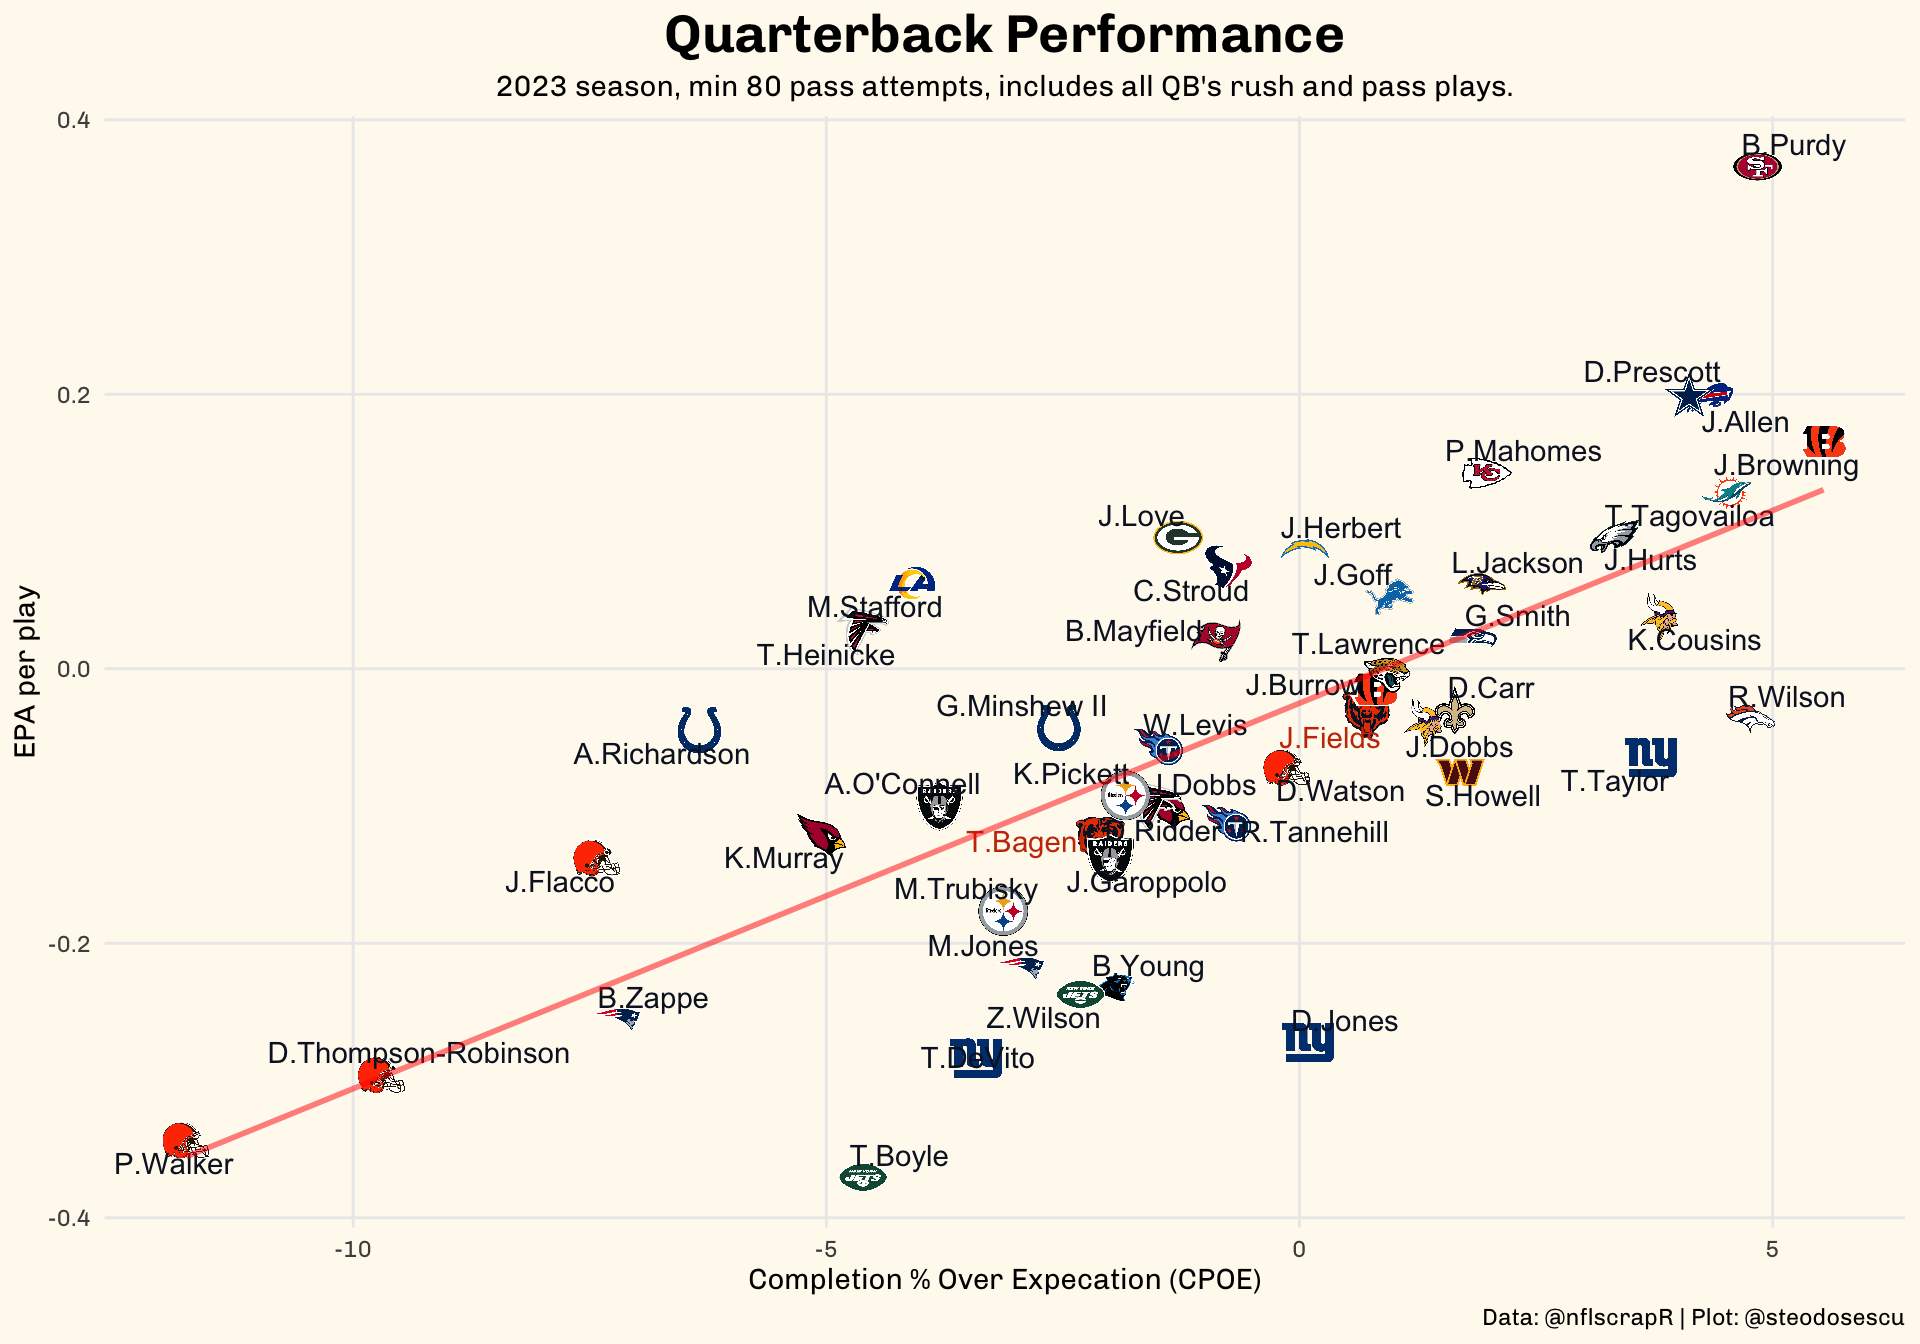 Quarterback Performance
2023 season, min 80 pass attempts, includes all QB's rush and pass plays.
0.4
B.Purdy
D.Prescott
0.2
J.Allen
P.Mahomes
J.Browning
J.Love
T.Tagovailoa
J.Herbert
J.Hurts
L.Jackson
J.Goff
C.Stroud
M.Stafford
G.Smith
B.Mayfield
K.Cousins
T.Lawrence
T.Heinicke
0.0
J.Burrow
D.Carr
R.Wilson
G.Minshew II
W.Levis
J.Fields
J.Dobbs
A.Richardson
K.Pickett
T.Taylor
A.O'Connell
J.Dobbs
D.Watson
S.Howell
Ridder
R.Tannehill
T.Bagent
K.Murray
J.Flacco
J.Garoppolo
M.Trubisky
M.Jones
-0.2
B.Young
B.Zappe
Z.Wilson
D.Jones
D.Thompson-Robinson
T.DeVito
T.Boyle
P.Walker
-0.4
-10
-5
0
5
EPA per play
Completion % Over Expecation (CPOE)
Data: @nflscrapR | Plot: @steodosescu